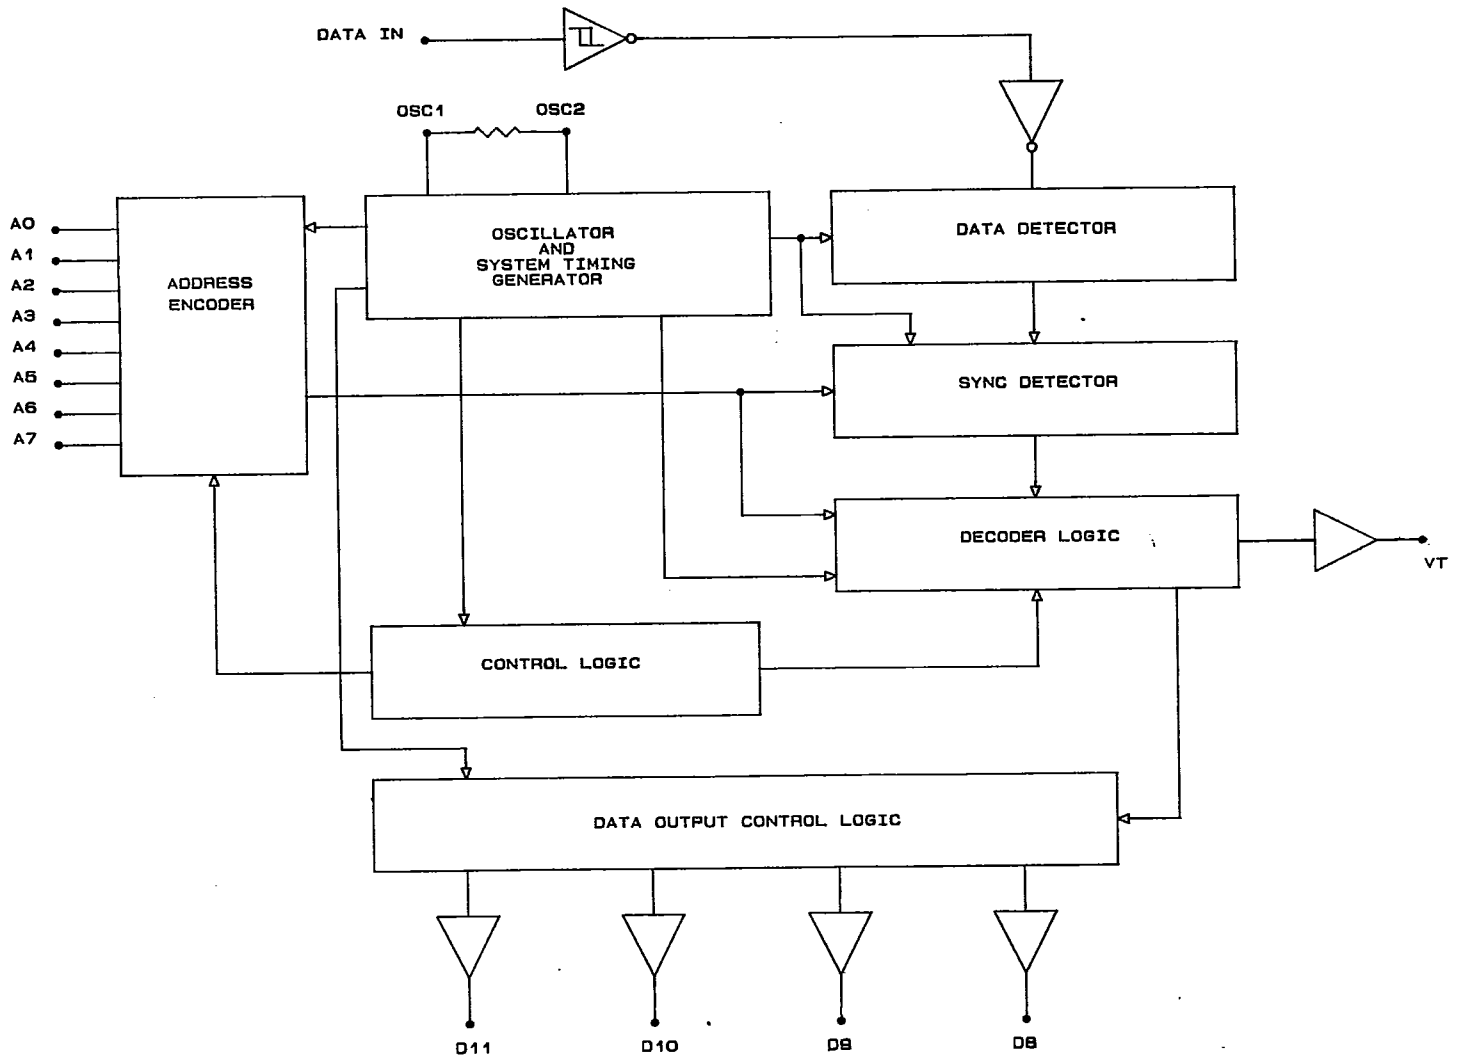 DATA IN
OSC1
OSC2
A0
A1
A2
A3
A4
A5
A6
A7
ADDRESS
ENCODER
OSCILLATOR
AND
SYSTEM TIMING
GENERATOR
DATA DETECTOR
SYNC DETECTOR
DECODER LOGIC
VT
CONTROL LOGIC
DATA OUTPUT CONTROL LOGIC
D11
D10
D9
D8